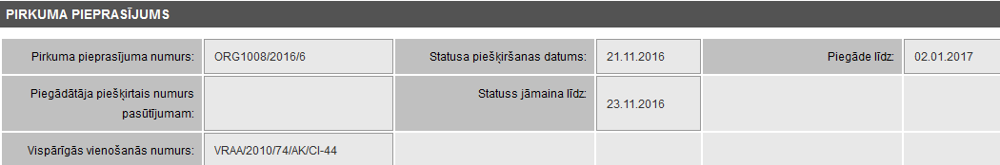 PIRKUMA PIEPRASĪJUMS
Pirkuma pieprasījuma numurs: ORG1008/2016/6 Statusa piešķiršanas datums: 21.11.2016 Piegāde līdz: 02.01.2017
Piegādātāja piešķirtais numurs
pasūtījumam:
Statuss jāmaina līdz:
23.11.2016
Vispārīgās vienošanās numurs: VRAA/2010/74/AK/CI-44